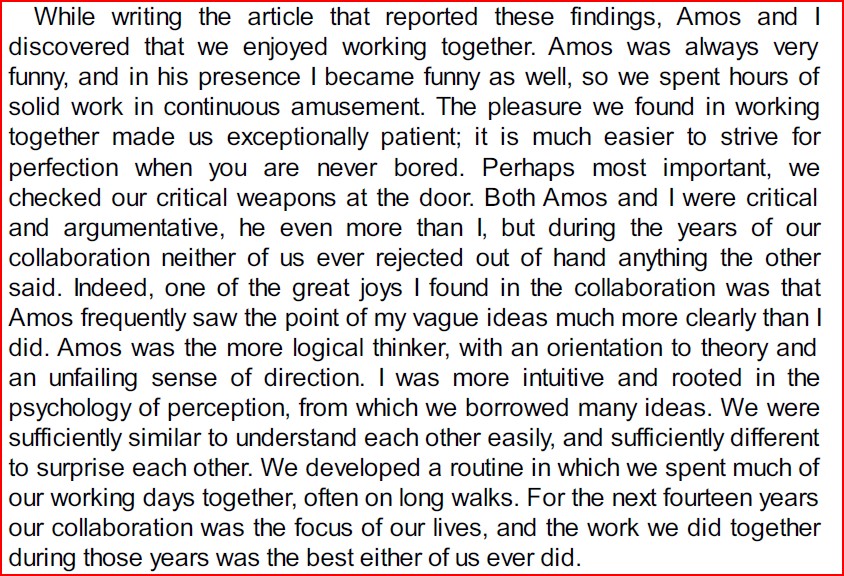 While writing the article that reported these findings, Amos and I
discovered that we enjoyed working together. Amos was always very
funny, and in his presence I became funny as well, so we spent hours of
solid work in continuous amusement. The pleasure we found in working
together made us exceptionally patient; it is much easier to strive for
perfection when you are never bored. Perhaps most important, we
checked our critical weapons at the door. Both Amos and I were critical
and argumentative, he even more than I, but during the years of our
collaboration neither of us ever rejected out of hand anything the other
said. Indeed, one of the great joys I found in the collaboration was that
Amos frequently saw the point of my vague ideas much more clearly than I
did. Amos was the more logical thinker, with an orientation to theory and
an unfailing sense of direction. I was more intuitive and rooted in the
psychology of perception, from which we borrowed many ideas. We were
sufficiently similar to understand each other easily, and sufficiently different
to surprise each other. We developed a routine in which we spent much of
our working days together, often on long walks. For the next fourteen years
our collaboration was the focus of our lives, and the work we did together
during those years was the best either of us ever did.